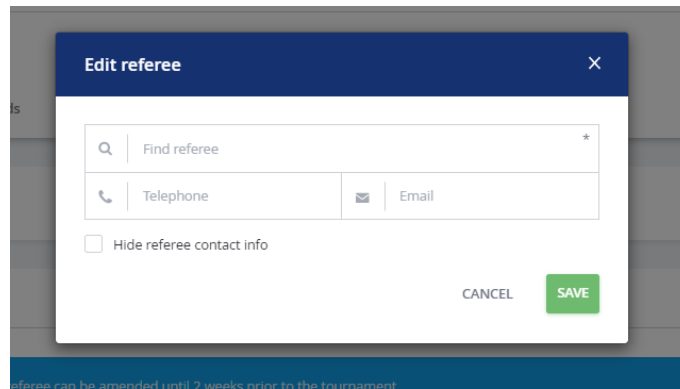 Edit referee
ds
Find referee *
Telephone Email
Hide referee contact info
CANCEL SAVE
referee can be amended until 2 weeks prior to the tournament